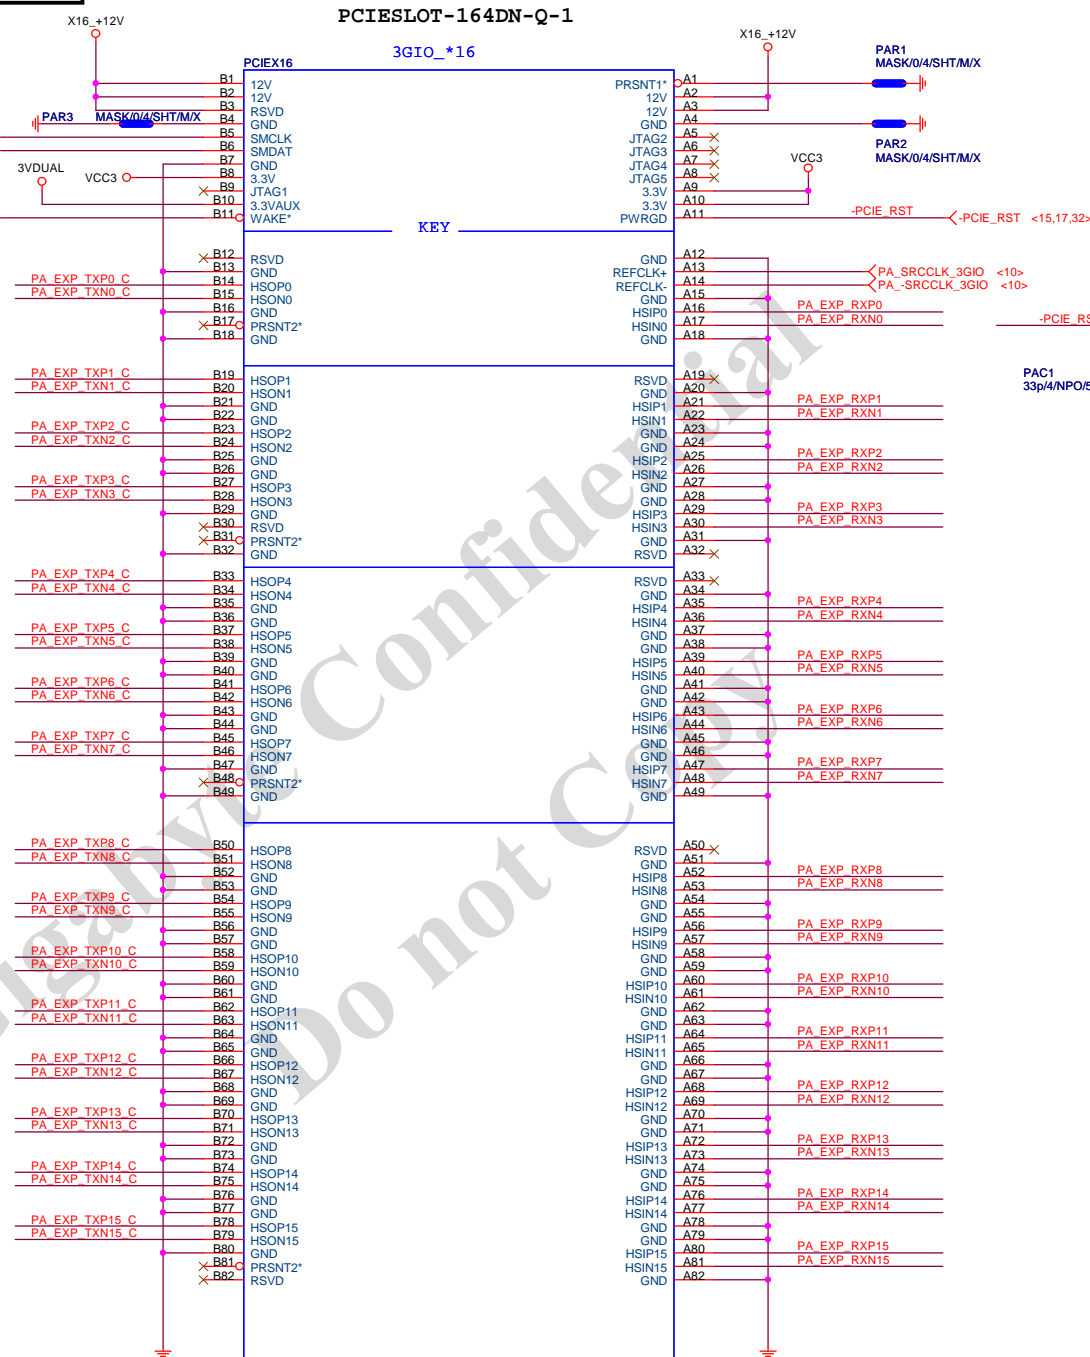 PCIESLOT-164DN-Q-1
X16_+12V
3GIO_*16
X16_+12V
PCIEX16
PAR1
MASK/0/4/SHT/M/X
PAR3 MASK/0/4/SHT/M/X
PAR2
MASK/0/4/SHT/M/X
3VDUAL
VCC3
VCC3
KEY
B1 12V PRSNT1* A1
B2 12V 12V A2
B3 RSVD 12V A3
B4 GND GND A4
B5 SMCLK JTAG2 A5
B6 SMDAT JTAG3 A6
B7 GND JTAG4 A7
B8 3.3V JTAG5 A8
B9 JTAG1 3.3V A9
B10 3.3VAUX 3.3V A10
B11 WAKE* PWRGD A11 -PCIE_RST -PCIE_RST <15,17,32>
B12 RSVD GND A12
B13 GND REFCLK+ A13 PA_SRCCLK_3GIO <10>
PA_EXP_TXP0_C B14 HSOP0 REFCLK- A14 PA_-SRCCLK_3GIO <10>
PA_EXP_TXN0_C B15 HSON0 GND A15
B16 GND HSIP0 A16 PA_EXP_RXP0
B17 PRSNT2* HSIN0 A17 PA_EXP_RXN0 -PCIE_RS
B18 GND GND A18
PAC1
33p/4/NPO/5
PA_EXP_TXP1_C B19 HSOP1 RSVD A19
PA_EXP_TXN1_C B20 HSON1 GND A20
B21 GND HSIP1 A21 PA_EXP_RXP1
B22 GND HSIN1 A22 PA_EXP_RXN1
PA_EXP_TXP2_C B23 HSOP2 GND A23
PA_EXP_TXN2_C B24 HSON2 GND A24
B25 GND HSIP2 A25 PA_EXP_RXP2
B26 GND HSIN2 A26 PA_EXP_RXN2
PA_EXP_TXP3_C B27 HSOP3 GND A27
PA_EXP_TXN3_C B28 HSON3 GND A28
B29 GND HSIP3 A29 PA_EXP_RXP3
B30 RSVD HSIN3 A30 PA_EXP_RXN3
B31 PRSNT2* GND A31
B32 GND RSVD A32
PA_EXP_TXP4_C B33 HSOP4 RSVD A33
PA_EXP_TXN4_C B34 HSON4 GND A34
B35 GND HSIP4 A35 PA_EXP_RXP4
B36 GND HSIN4 A36 PA_EXP_RXN4
PA_EXP_TXP5_C B37 HSOP5 GND A37
PA_EXP_TXN5_C B38 HSON5 GND A38
B39 GND HSIP5 A39 PA_EXP_RXP5
B40 GND HSIN5 A40 PA_EXP_RXN5
PA_EXP_TXP6_C B41 HSOP6 GND A41
PA_EXP_TXN6_C B42 HSON6 GND A42
B43 GND HSIP6 A43 PA_EXP_RXP6
B44 GND HSIN6 A44 PA_EXP_RXN6
PA_EXP_TXP7_C B45 HSOP7 GND A45
PA_EXP_TXN7_C B46 HSON7 GND A46
B47 GND HSIP7 A47 PA_EXP_RXP7
B48 PRSNT2* HSIN7 A48 PA_EXP_RXN7
B49 GND GND A49
PA_EXP_TXP8_C B50 HSOP8 RSVD A50
PA_EXP_TXN8_C B51 HSON8 GND A51
B52 GND HSIP8 A52 PA_EXP_RXP8
B53 GND HSIN8 A53 PA_EXP_RXN8
PA_EXP_TXP9_C B54 HSOP9 GND A54
PA_EXP_TXN9_C B55 HSON9 GND A55
B56 GND HSIP9 A56 PA_EXP_RXP9
B57 GND HSIN9 A57 PA_EXP_RXN9
PA_EXP_TXP10_C B58 HSOP10 GND A58
PA_EXP_TXN10_C B59 HSON10 GND A59
B60 GND HSIP10 A60 PA_EXP_RXP10
B61 GND HSIN10 A61 PA_EXP_RXN10
PA_EXP_TXP11_C B62 HSOP11 GND A62
PA_EXP_TXN11_C B63 HSON11 GND A63
B64 GND HSIP11 A64 PA_EXP_RXP11
B65 GND HSIN11 A65 PA_EXP_RXN11
PA_EXP_TXP12_C B66 HSOP12 GND A66
PA_EXP_TXN12_C B67 HSON12 GND A67
B68 GND HSIP12 A68 PA_EXP_RXP12
B69 GND HSIN12 A69 PA_EXP_RXN12
PA_EXP_TXP13_C B70 HSOP13 GND A70
PA_EXP_TXN13_C B71 HSON13 GND A71
B72 GND HSIP13 A72 PA_EXP_RXP13
B73 GND HSIN13 A73 PA_EXP_RXN13
PA_EXP_TXP14_C B74 HSOP14 GND A74
PA_EXP_TXN14_C B75 HSON14 GND A75
B76 GND HSIP14 A76 PA_EXP_RXP14
B77 GND HSIN14 A77 PA_EXP_RXN14
PA_EXP_TXP15_C B78 HSOP15 GND A78
PA_EXP_TXN15_C B79 HSON15 GND A79
B80 GND HSIP15 A80 PA_EXP_RXP15
B81 PRSNT2* HSIN15 A81 PA_EXP_RXN15
B82 RSVD GND A82
Gigabyte Confidential
Do not Copy